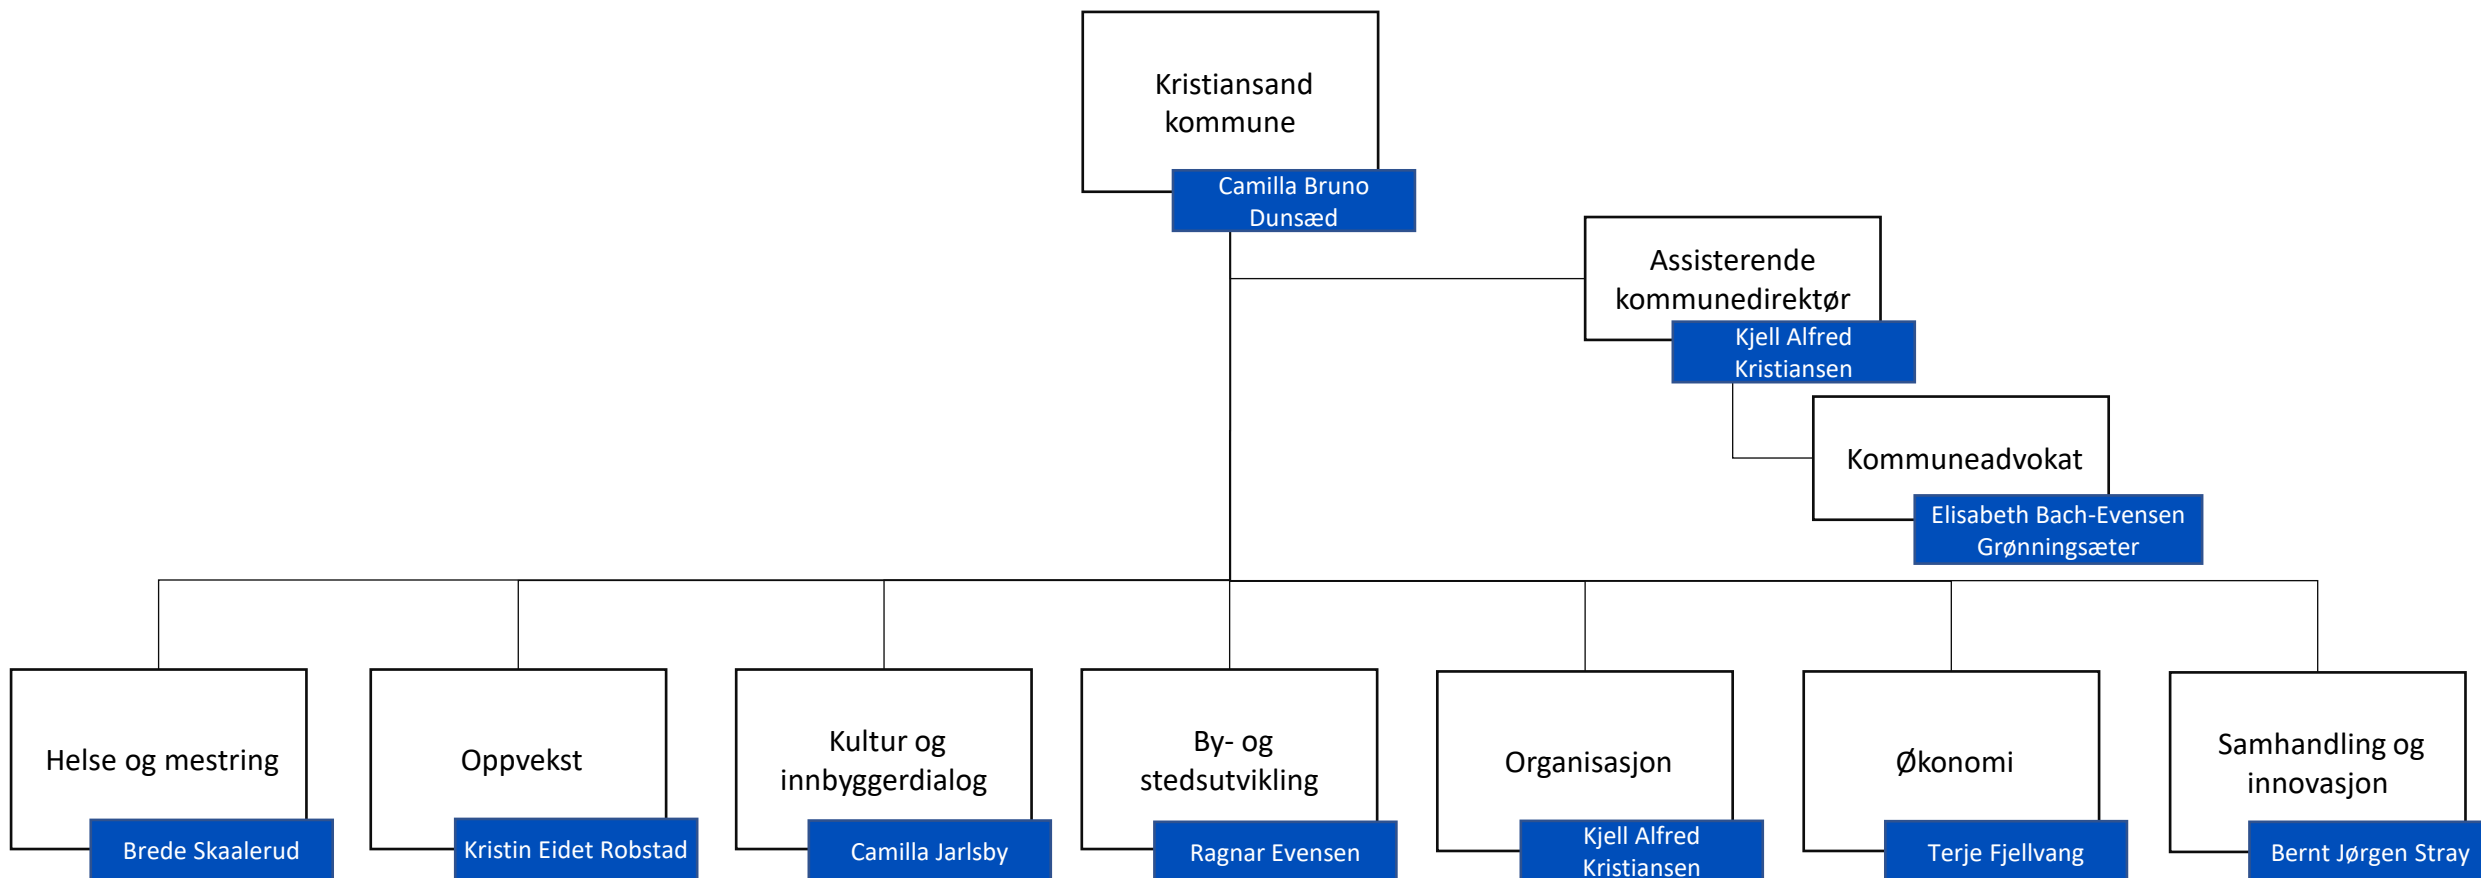 Kristiansand
kommune
Camilla Bruno
Dunsæd
Assisterende
kommunedirektør
Kjell Alfred
Kristiansen
Kommuneadvokat
Elisabeth Bach-Evensen
Grønningsæter
Helse og mestring
Brede Skaalerud
Oppvekst
Kristin Eidet Robstad
Kultur og
innbyggerdialog
Camilla Jarlsby
By- og
stedsutvikling
Ragnar Evensen
Organisasjon
Kjell Alfred
Kristiansen
Økonomi
Terje Fjellvang
Samhandling og
innovasjon
Bernt Jørgen Stray